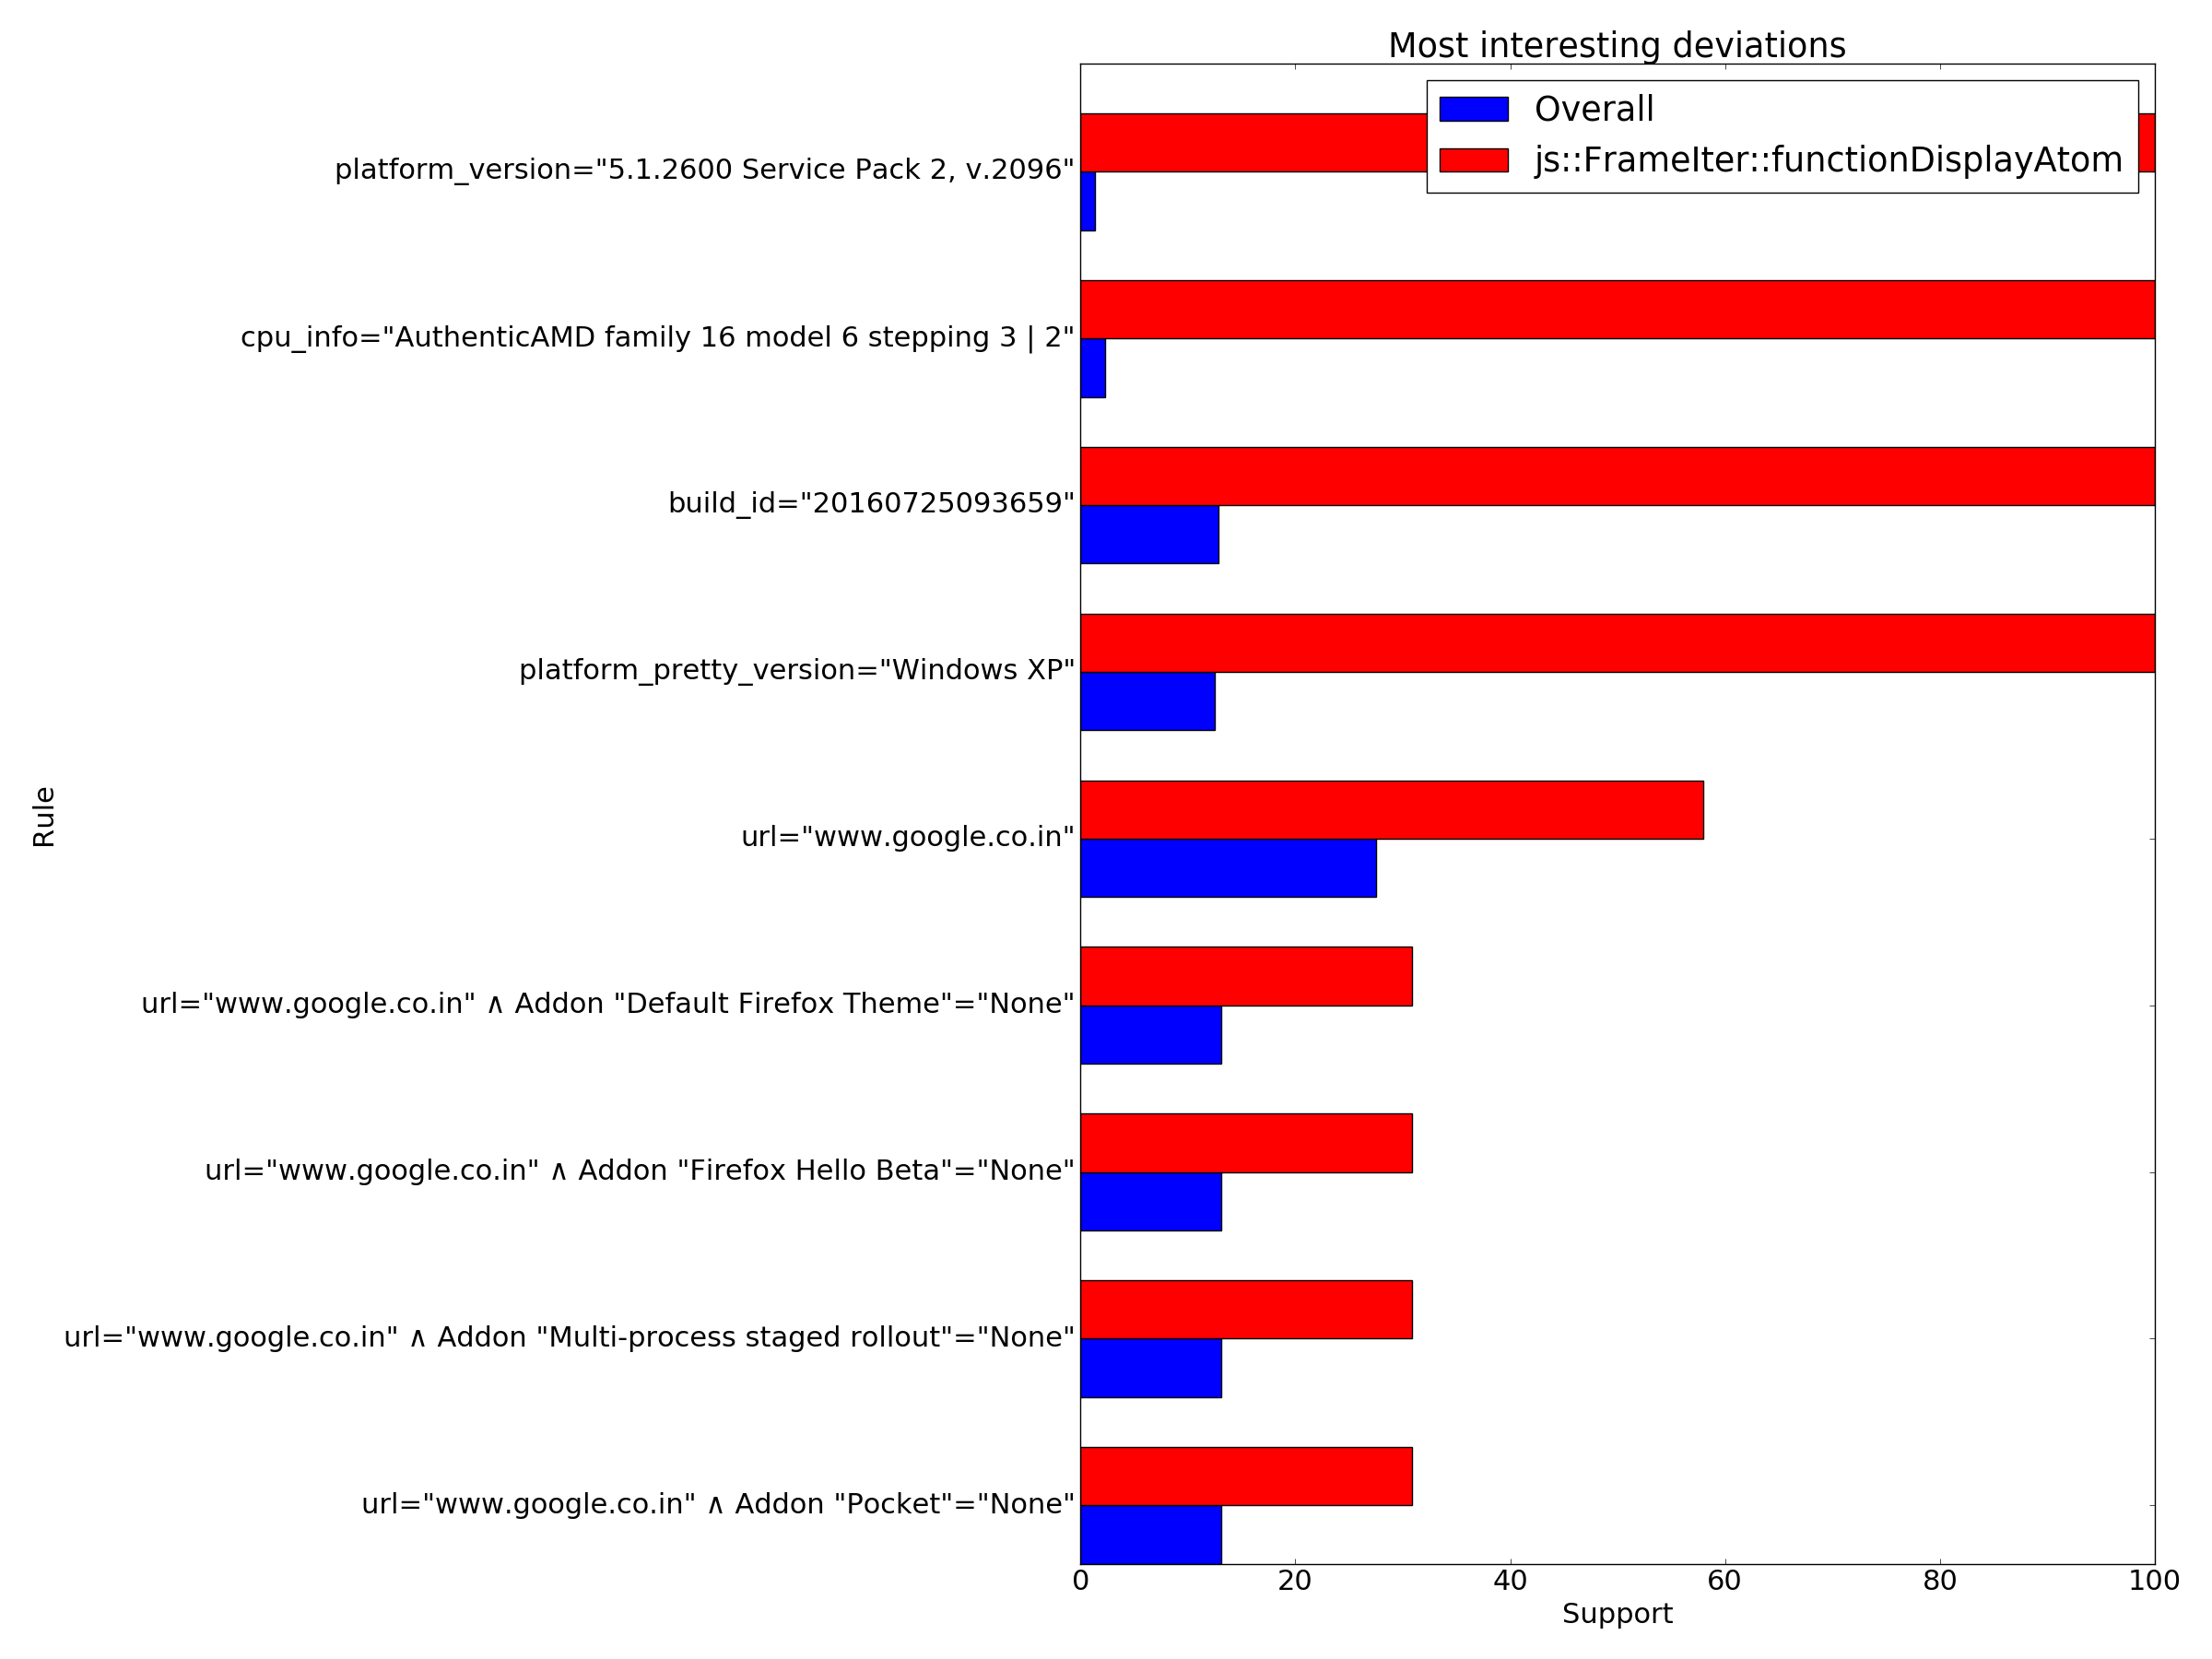 Most interesting deviations
Overall
js::FrameIter::functionDisplayAtom
platform_version="5.1.2600 Service Pack 2, v.2096"
cpu_info="AuthenticAMD family 16 model 6 stepping 3 | 2"
build_id="20160725093659"
platform_pretty_version="Windows XP"
url="www.google.co.in"
url="www.google.co.in" ∧ Addon "Default Firefox Theme"="None"
url="www.google.co.in" ∧ Addon "Firefox Hello Beta"="None"
url="www.google.co.in" ∧ Addon "Multi-process staged rollout"="None"
url="www.google.co.in" ∧ Addon "Pocket"="None"
Rule
0 20 40 60 80 100
Support